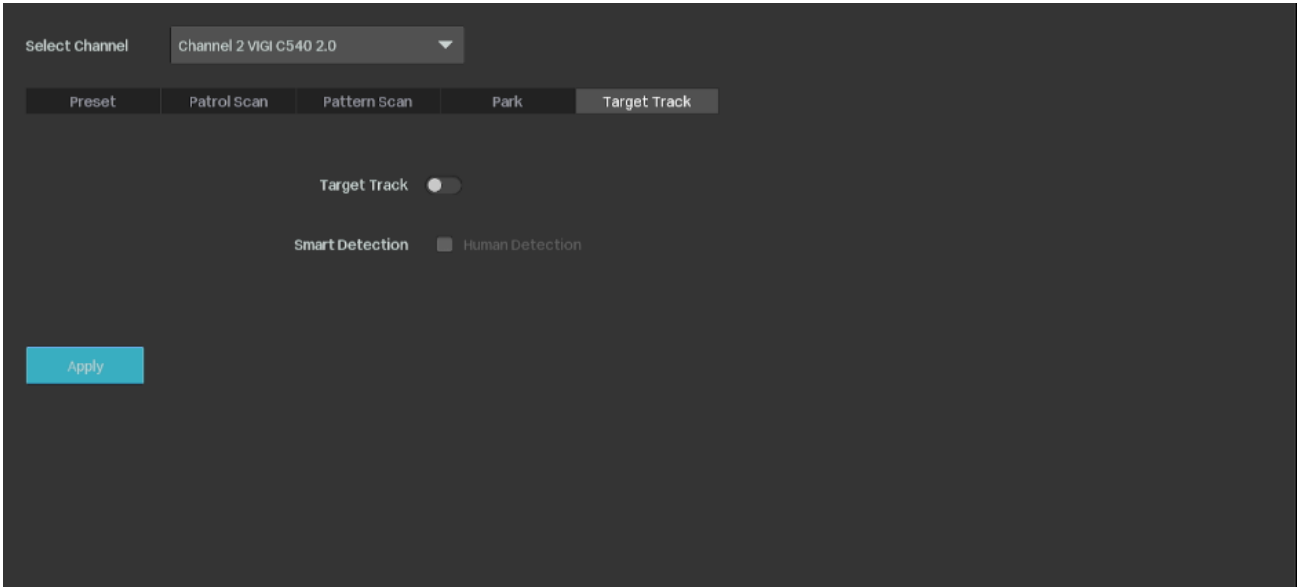 Select Channel Channel 2 VIGI C540 2.0
Preset Patrol Scan Pattern Scan Park Target Track
Target Track
Smart Detection Human Detection
Apply